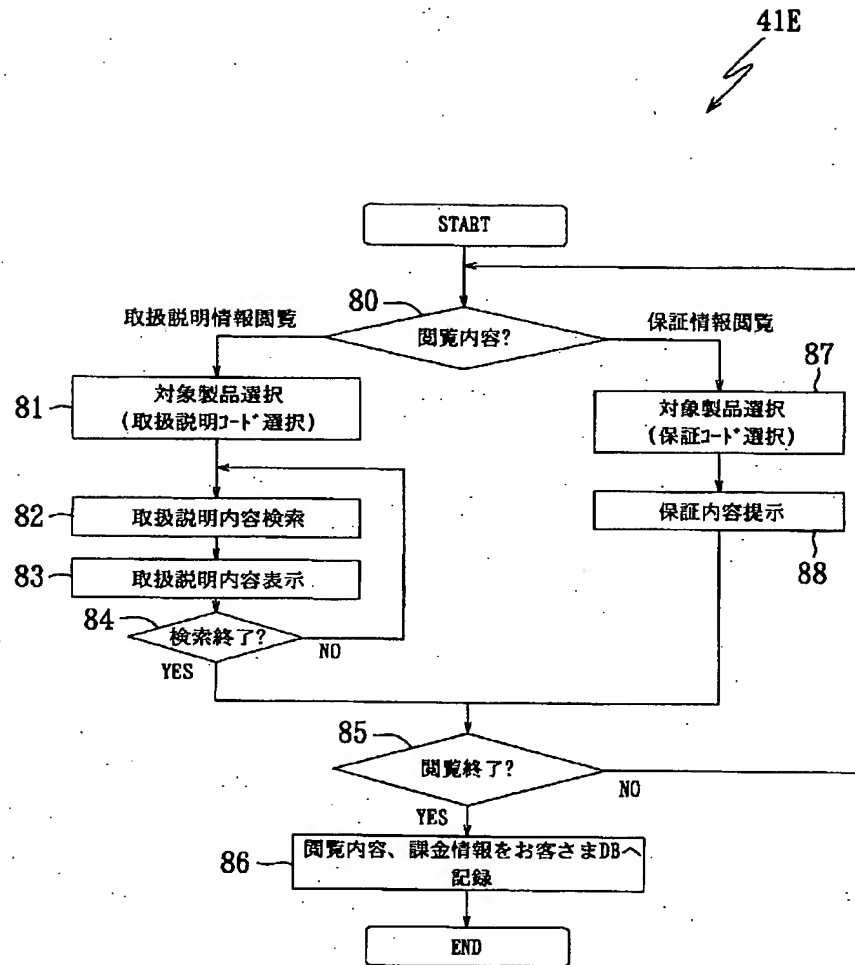 41E
START
80
取扱説明情報閲覧
閲覧内容?
保証情報閲覧
81
対象製品選択
(取扱説明コード選択)
87
対象製品選択
(保証コード選択)
82
取扱説明内容検索
保証内容提示
88
83
取扱説明内容表示
84
検索終了?
NO
YES
85
閲覧終了?
NO
YES
86
閲覧内容、課金情報をお客さまDBへ
記録
END